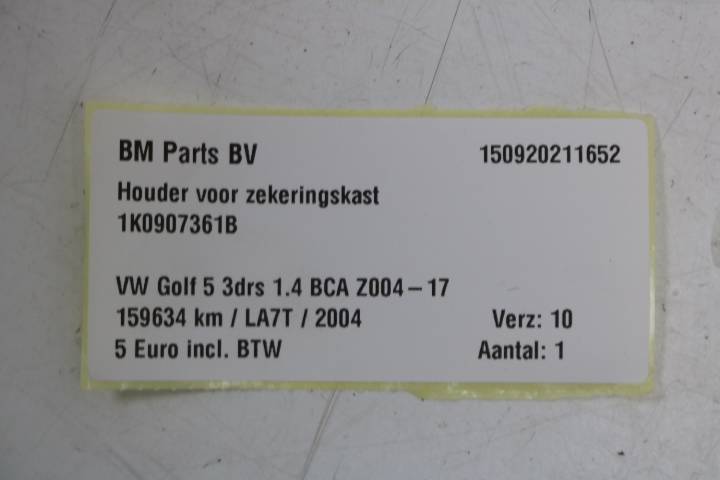 BM Parts BV 150920211652
Houder voor zekeringskast
1K0907361B
VW Golf 5 3drs 1.4 BCA Z004-17
159634 km / LA7T / 2004 Verz: 10
5 Euro incl. BTW Aantal: 1